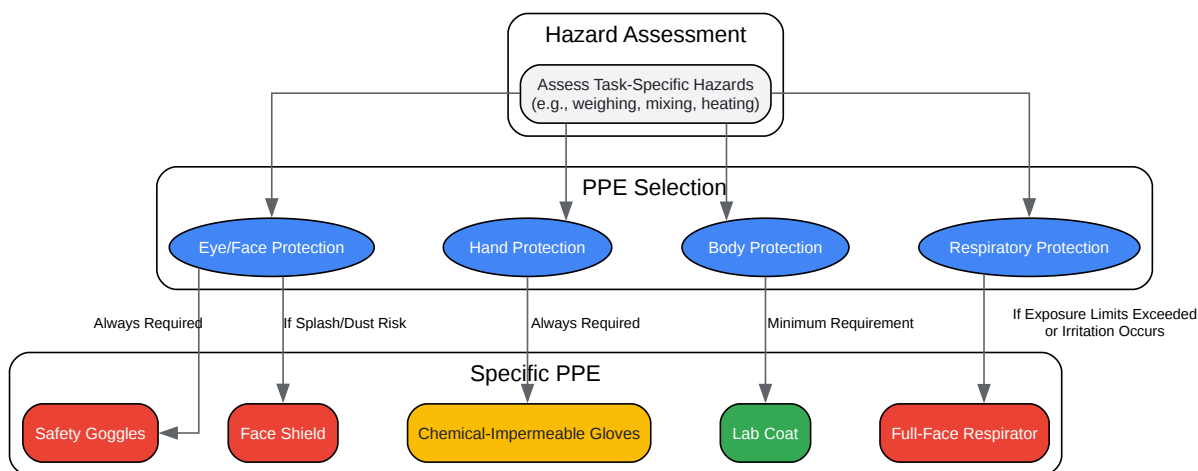 Hazard Assessment
Assess Task-Specific Hazards
(e.g., weighing, mixing, heating)
PPE Selection
Eye/Face Protection
Hand Protection
Body Protection
Respiratory Protection
Always Required
If Splash/Dust Risk
Always Required
Minimum Requirement
If Exposure Limits Exceeded
or Irritation Occurs
Specific PPE
Safety Goggles
Face Shield
Chemical-Impermeable Gloves
Lab Coat
Full-Face Respirator